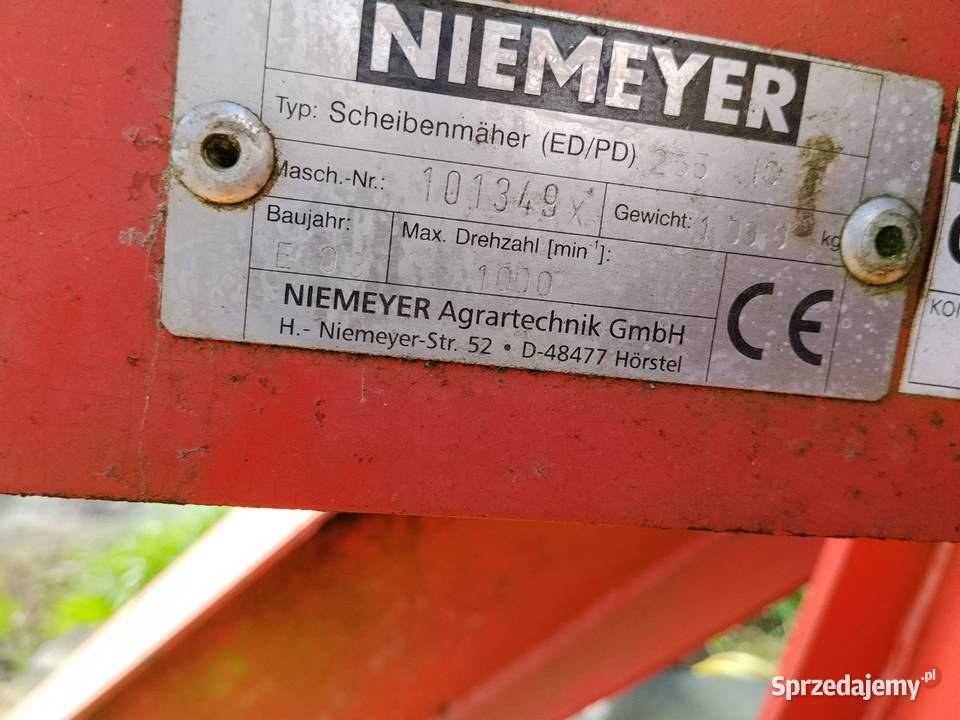 NIEMEYER
Typ: Scheibenmäher (ED/PD)
Masch.-Nr.: 101349X Gewicht: kg
Baujahr: Max. Drehzahl [min⁻¹]:
1000
NIEMEYER Agrartechnik GmbH
H.- Niemeyer-Str. 52 • D-48477 Hörstel
CE
Sprzedajemy.pl